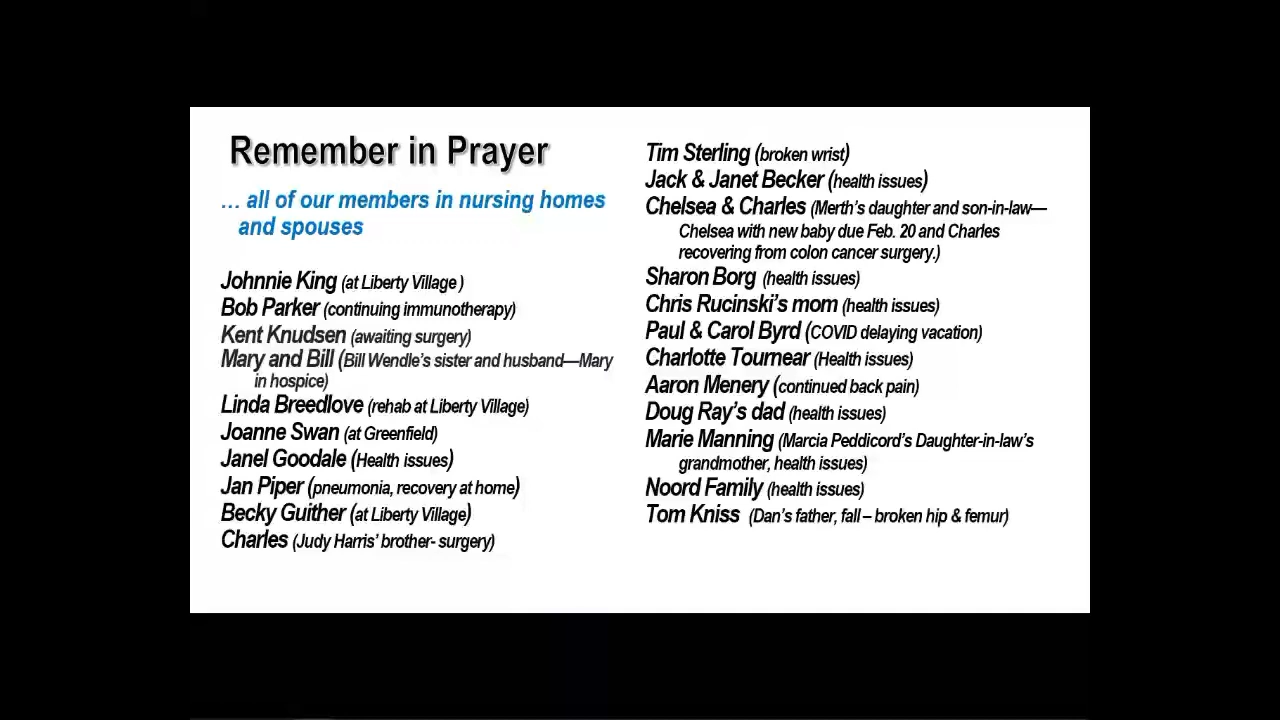 Remember in Prayer
… all of our members in nursing homes
and spouses
Johnnie King (at Liberty Village )
Bob Parker (continuing immunotherapy)
Kent Knudsen (awaiting surgery)
Mary and Bill (Bill Wendle's sister and husband—Mary
in hospice)
Linda Breedlove (rehab at Liberty Village)
Joanne Swan (at Greenfield)
Janel Goodale (Health issues)
Jan Piper (pneumonia, recovery at home)
Becky Guither (at Liberty Village)
Charles (Judy Harris' brother- surgery)
Tim Sterling (broken wrist)
Jack & Janet Becker (health issues)
Chelsea & Charles (Merth's daughter and son-in-law—
Chelsea with new baby due Feb. 20 and Charles
recovering from colon cancer surgery.)
Sharon Borg (health issues)
Chris Rucinski's mom (health issues)
Paul & Carol Byrd (COVID delaying vacation)
Charlotte Tournear (Health issues)
Aaron Menery (continued back pain)
Doug Ray's dad (health issues)
Marie Manning (Marcia Peddicord's Daughter-in-law's
grandmother, health issues)
Noord Family (health issues)
Tom Kniss (Dan's father, fall – broken hip & femur)